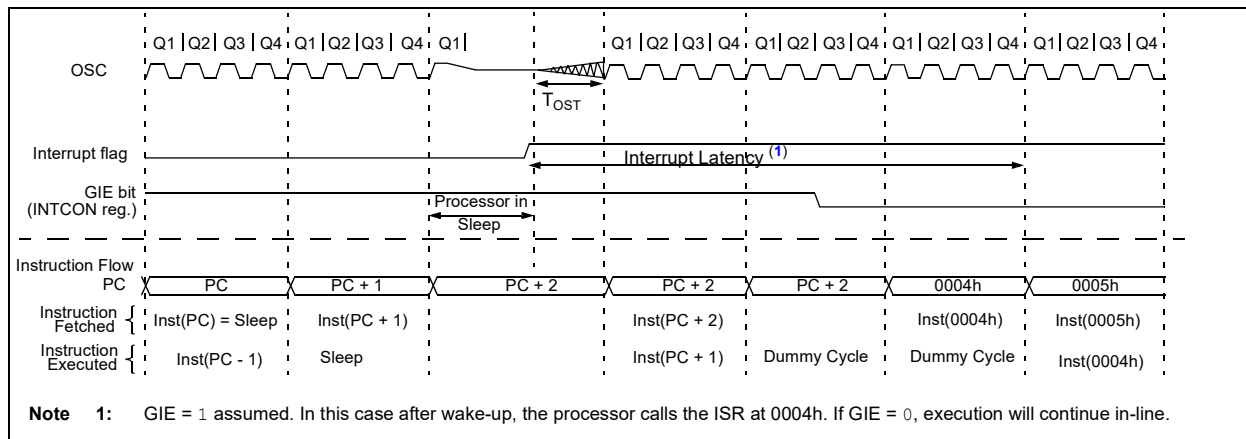 Q1 Q2 Q3 Q4 Q1 Q2 Q3 Q4 Q1 Q1 Q2 Q3 Q4 Q1 Q2 Q3 Q4 Q1 Q2 Q3 Q4 Q1 Q2 Q3 Q4
OSC
TOST
Interrupt flag
Interrupt Latency (1)
GIE bit
(INTCON reg.)
Processor in
Sleep
Instruction Flow
PC PC PC + 1 PC + 2 PC + 2 PC + 2 0004h 0005h
Instruction
Fetched { Inst(PC) = Sleep Inst(PC + 1) Inst(PC + 2) Inst(0004h) Inst(0005h)
Instruction
Executed { Inst(PC - 1) Sleep Inst(PC + 1) Dummy Cycle Dummy Cycle Inst(0004h)
Note 1: GIE = 1 assumed. In this case after wake-up, the processor calls the ISR at 0004h. If GIE = 0, execution will continue in-line.